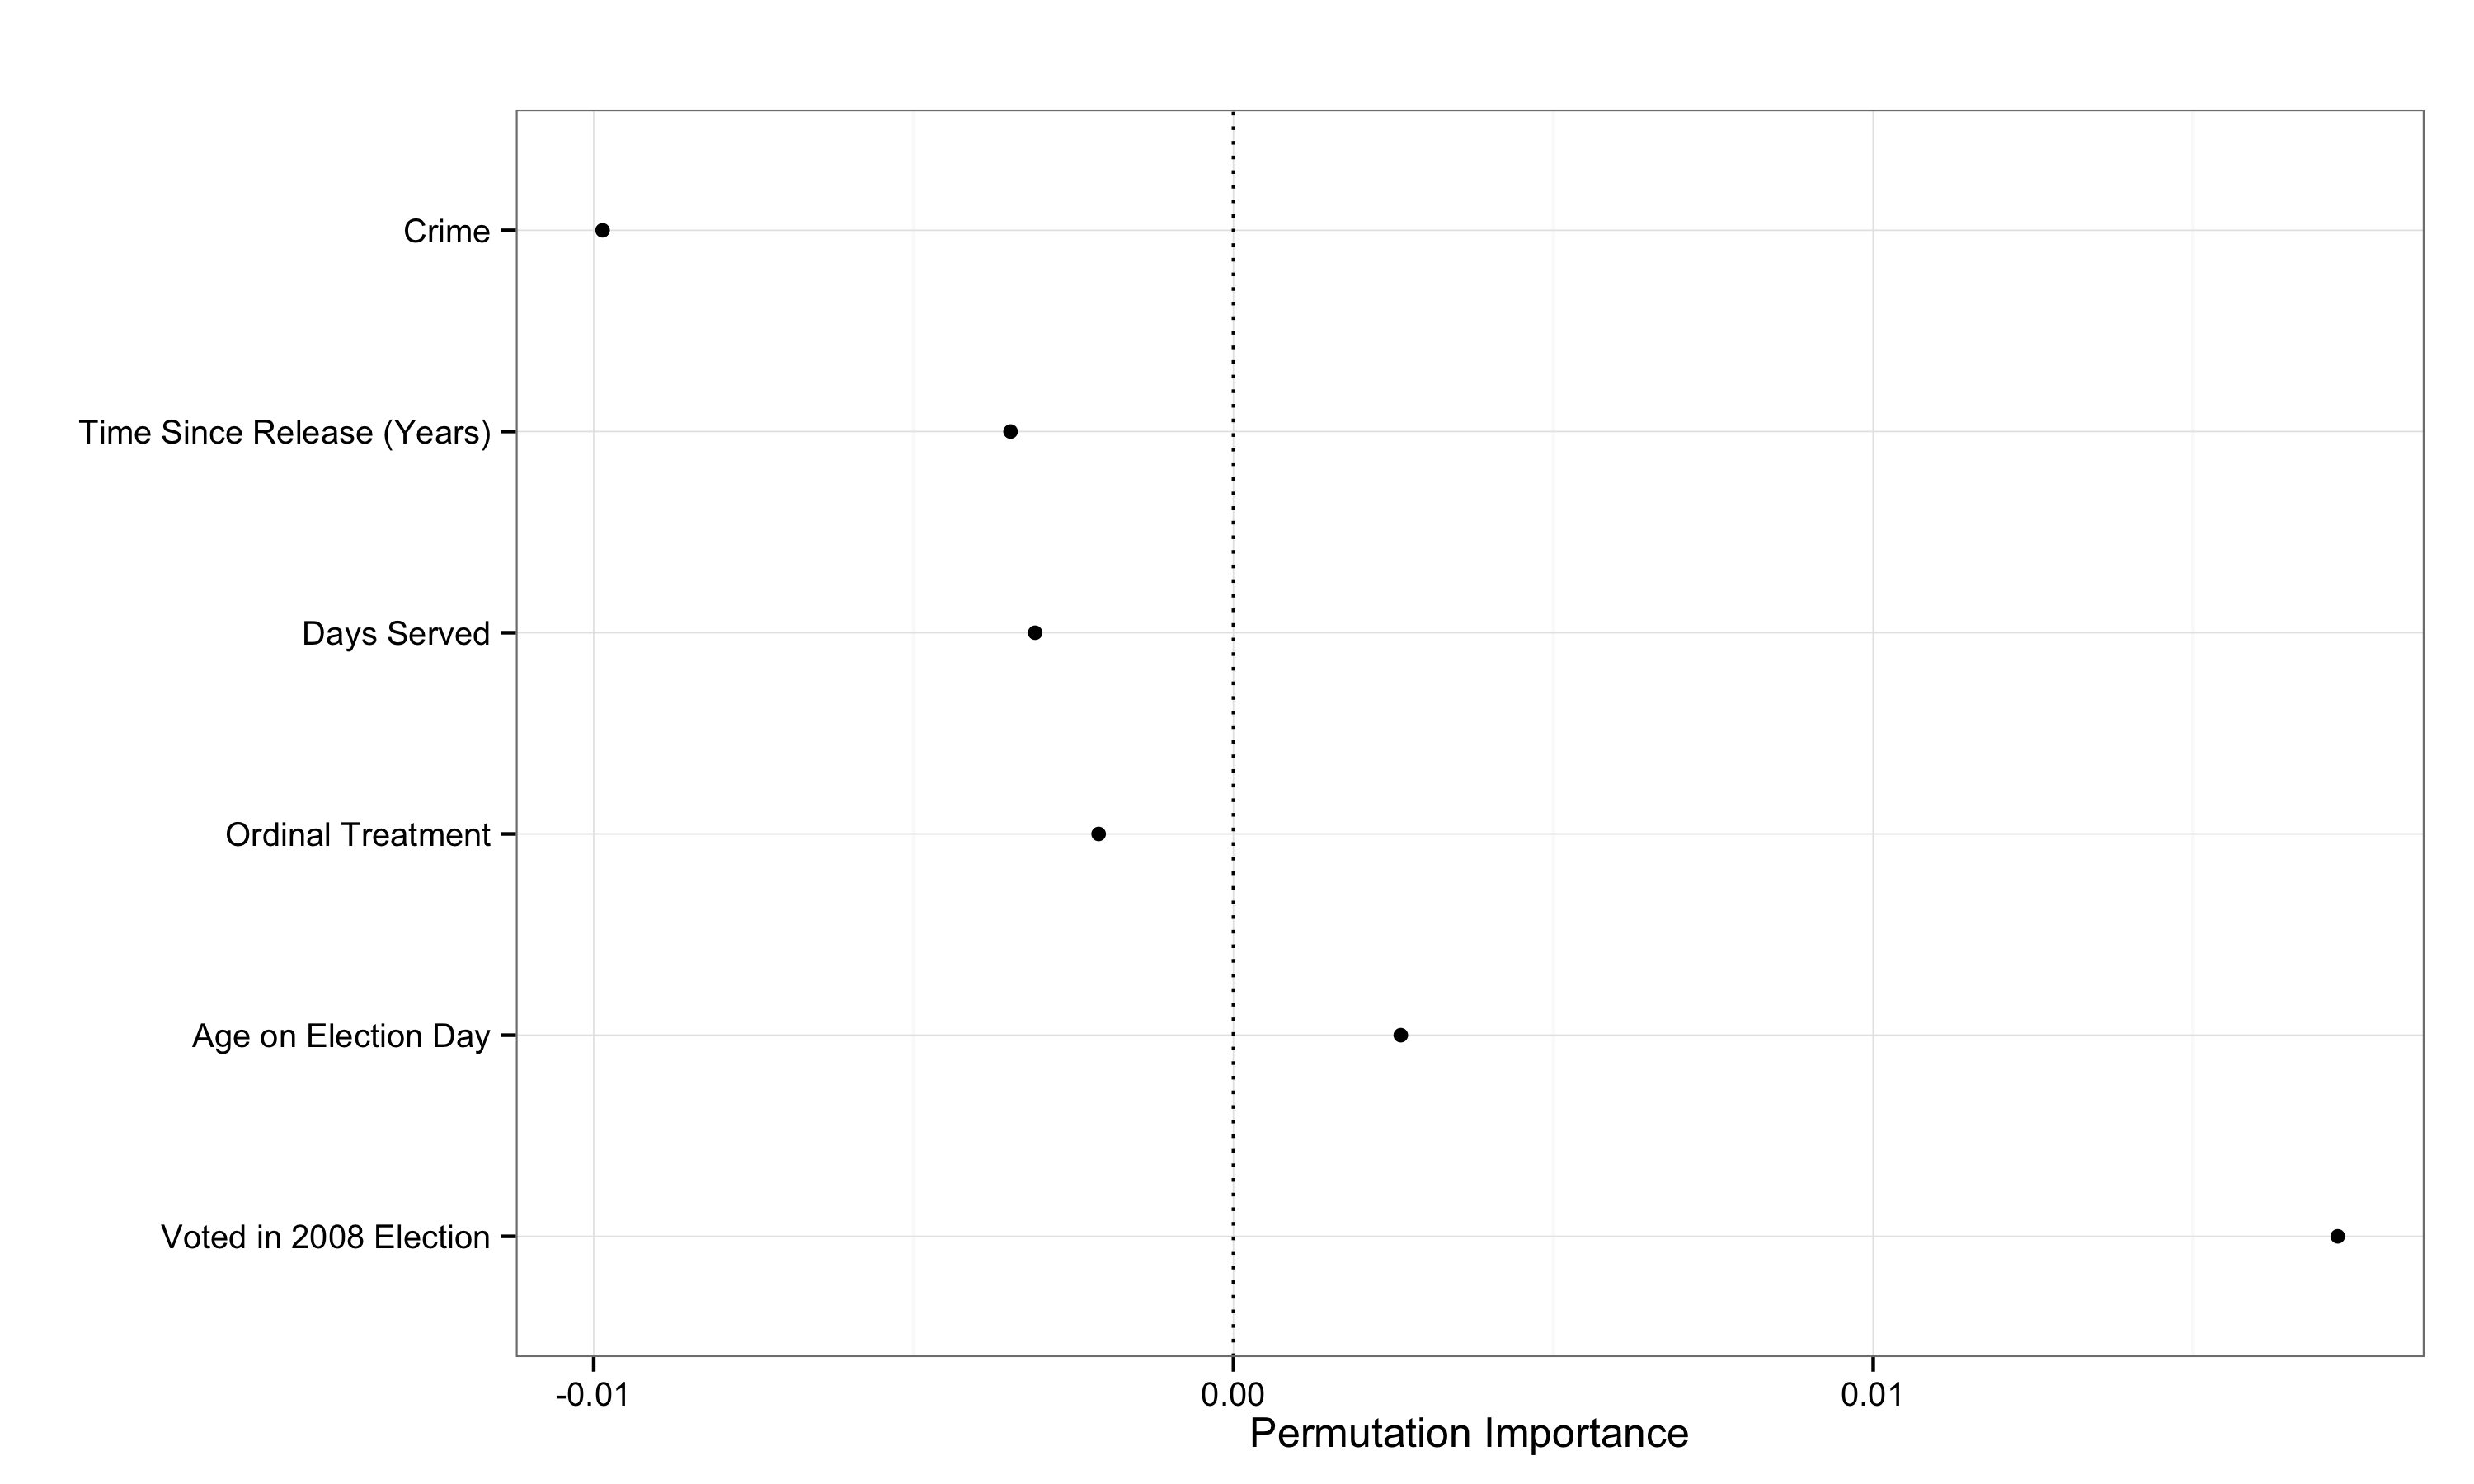 Crime
Time Since Release (Years)
Days Served
Ordinal Treatment
Age on Election Day
Voted in 2008 Election
-0.01 0.00 0.01
Permutation Importance